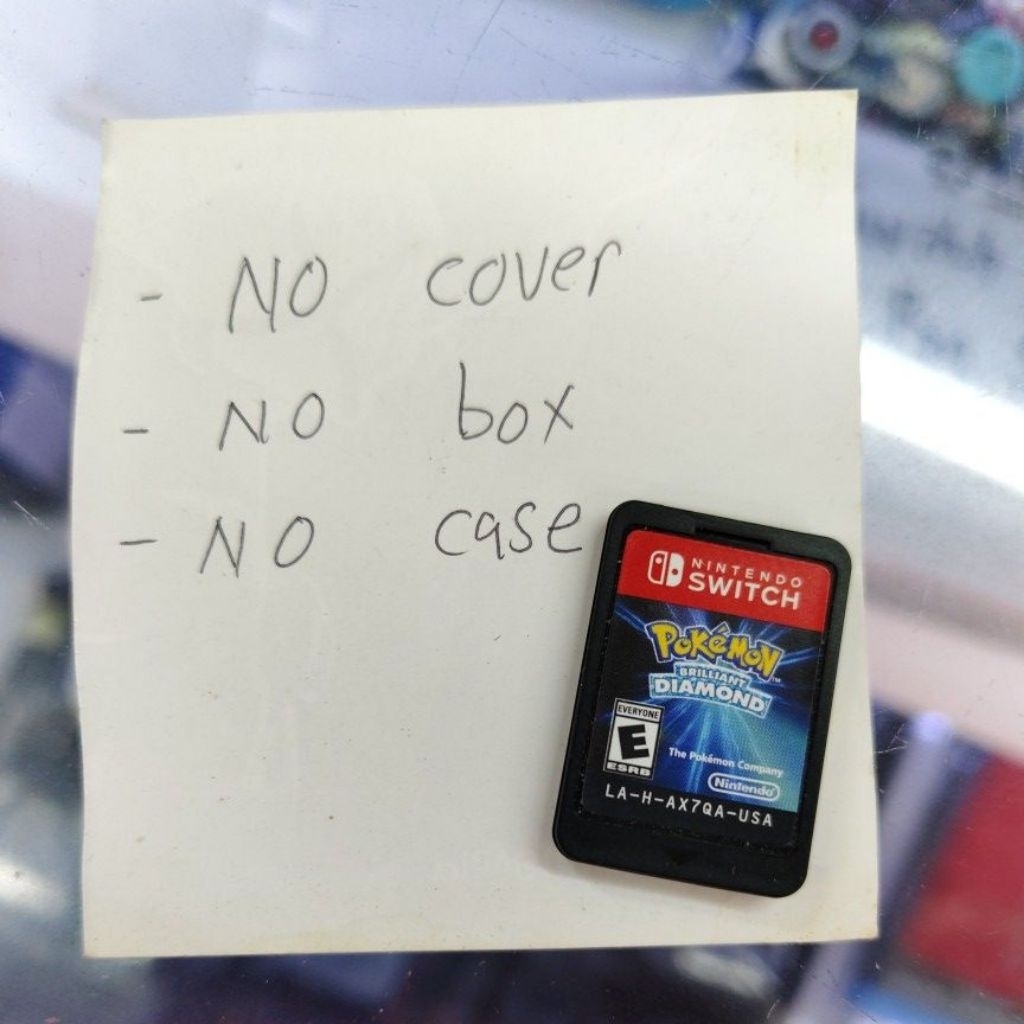 - NO cover
- NO box
- NO case
NINTENDO
SWITCH
POKéMON™
BRILLIANT
DIAMOND
EVERYONE
E
ESRB
The Pokémon Company
Nintendo
LA-H-AX7QA-USA